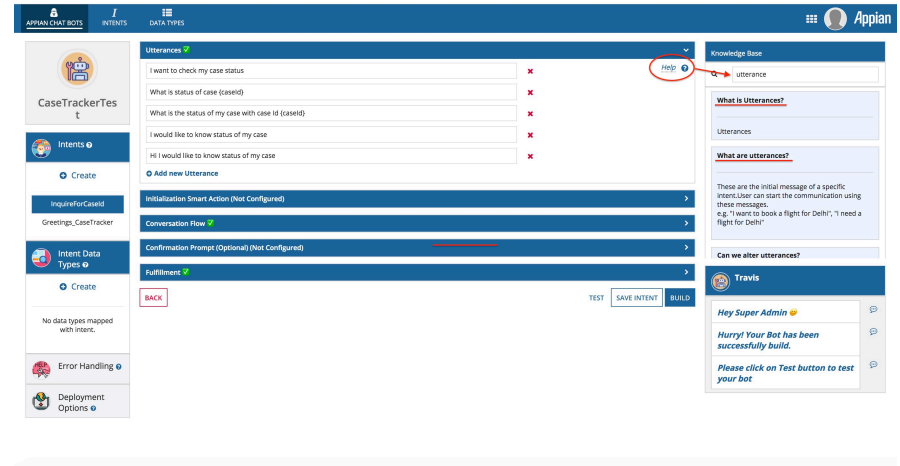 APPIAN CHAT BOTS
INTENTS
DATA TYPES
Appian
CaseTrackerTes
t
Intents
Create
InquireForCaseId
Greetings_CaseTracker
Intent Data
Types
Create
No data types mapped
with intent.
Error Handling
Deployment
Options
Utterances
Help
I want to check my case status
What is status of case {caseId}
What is the status of my case with case Id {caseId}
I would like to know status of my case
Hi I would like to know status of my case
Add new Utterance
Initialization Smart Action (Not Configured)
Conversation Flow
Confirmation Prompt (Optional) (Not Configured)
Fulfillment
BACK
TEST
SAVE INTENT
BUILD
Knowledge Base
utterance
What is Utterances?
Utterances
What are utterances?
These are the initial message of a specific
intent.User can start the communication using
these messages.
e.g. "I want to book a flight for Delhi", "I need a
flight for Delhi"
Can we alter utterances?
Travis
Hey Super Admin 😀
Hurry! Your Bot has been
successfully build.
Please click on Test button to test
your bot